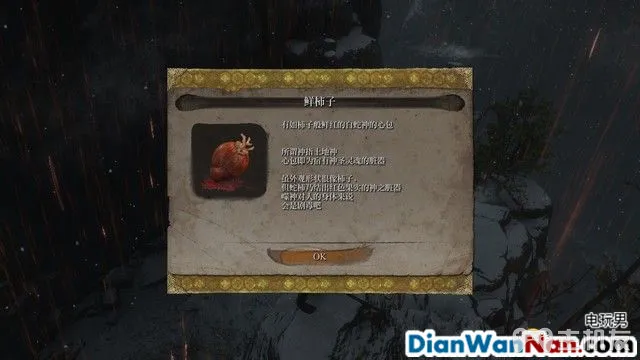 鲜柿子
有如柿子般鲜红的白蛇神的心包
所谓神指土地神
心包即为宿有神圣灵魂的脏器
虽外观形状很像柿子,
但蛇柿乃结出红色果实的神之脏器
噬神对人的身体来说
会是剧毒吧
OK
电玩男
DianWanNan.com